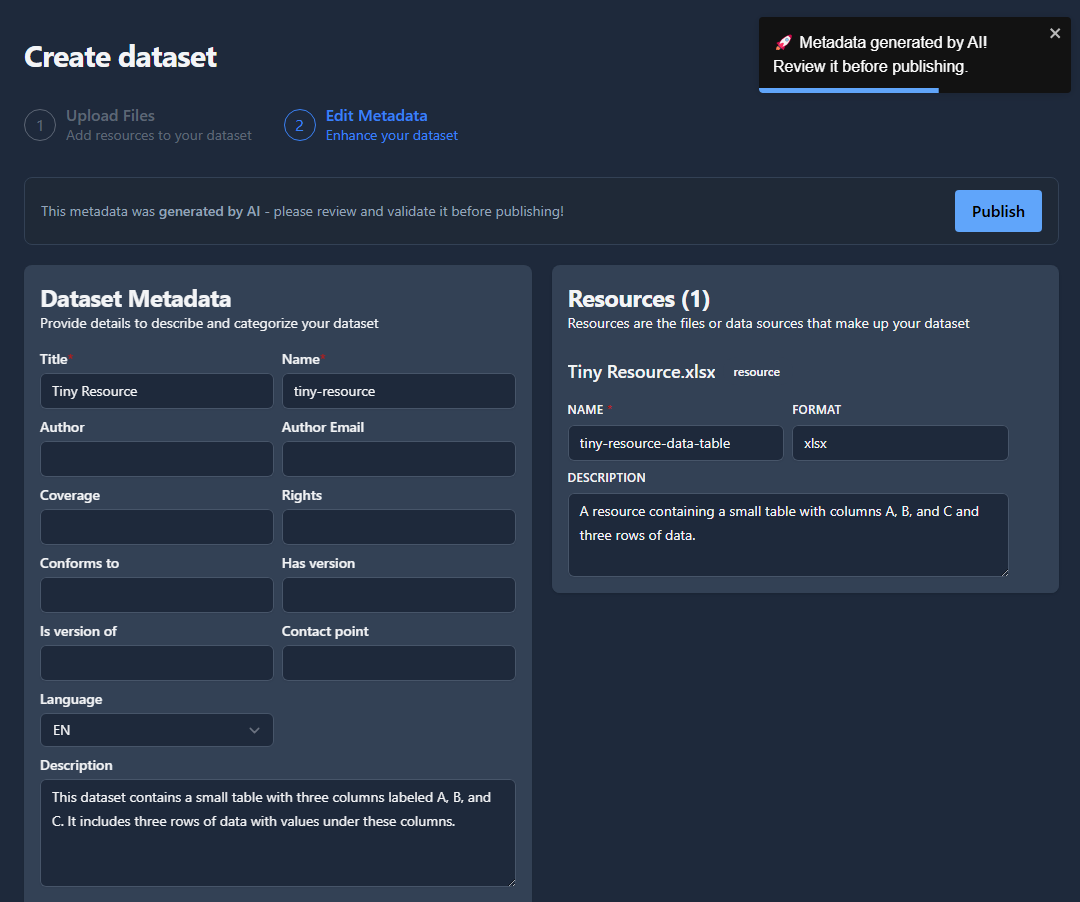 Create dataset
🚀 Metadata generated by AI!
Review it before publishing.
1
Upload Files
Add resources to your dataset
2
Edit Metadata
Enhance your dataset
This metadata was generated by AI - please review and validate it before publishing!
Publish
Dataset Metadata
Provide details to describe and categorize your dataset
Title*
Name*
Tiny Resource
tiny-resource
Author
Author Email
Coverage
Rights
Conforms to
Has version
Is version of
Contact point
Language
EN
Description
This dataset contains a small table with three columns labeled A, B, and
C. It includes three rows of data with values under these columns.
Resources (1)
Resources are the files or data sources that make up your dataset
Tiny Resource.xlsx
resource
NAME *
FORMAT
tiny-resource-data-table
xlsx
DESCRIPTION
A resource containing a small table with columns A, B, and C and
three rows of data.